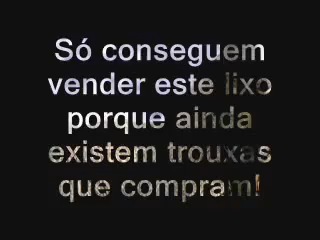 Só conseguem
vender este lixo
porque ainda
existem trouxas
que compram!